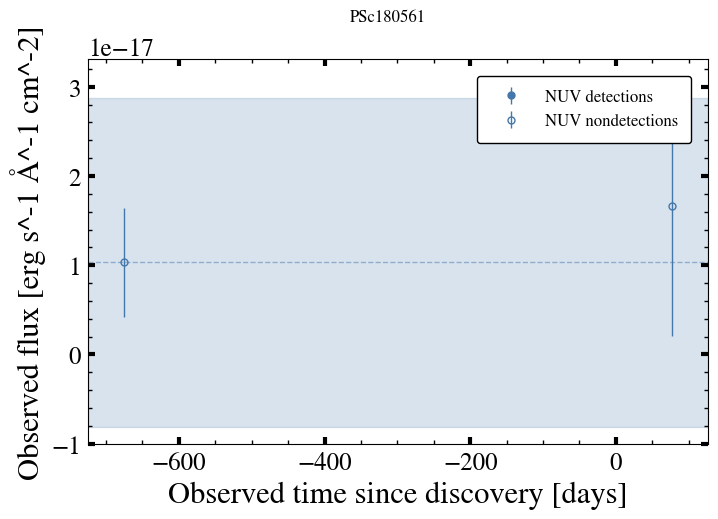 PSc180561
1e−17
NUV detections
NUV nondetections
3
2
1
0
−1
−600
−400
−200
0
Observed time since discovery [days]
Observed flux [erg s^-1 Å^-1 cm^-2]